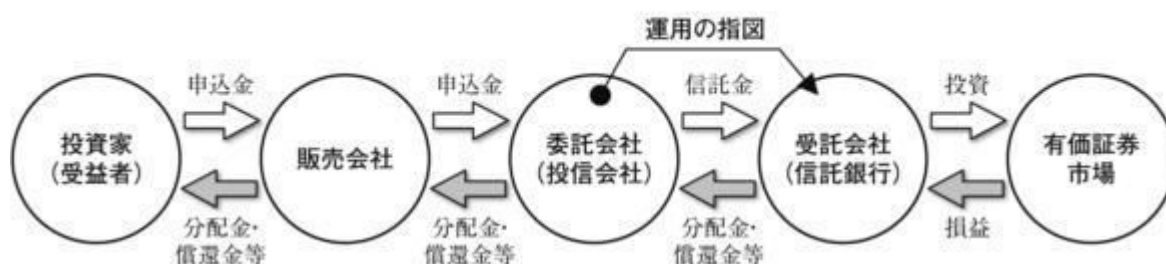 運用の指図
申込金
申込金
信託金
投資
投資家
(受益者)
販売会社
委託会社
(投信会社)
受託会社
(信託銀行)
有価証券
市場
分配金・
償還金等
分配金・
償還金等
分配金・
償還金等
損益